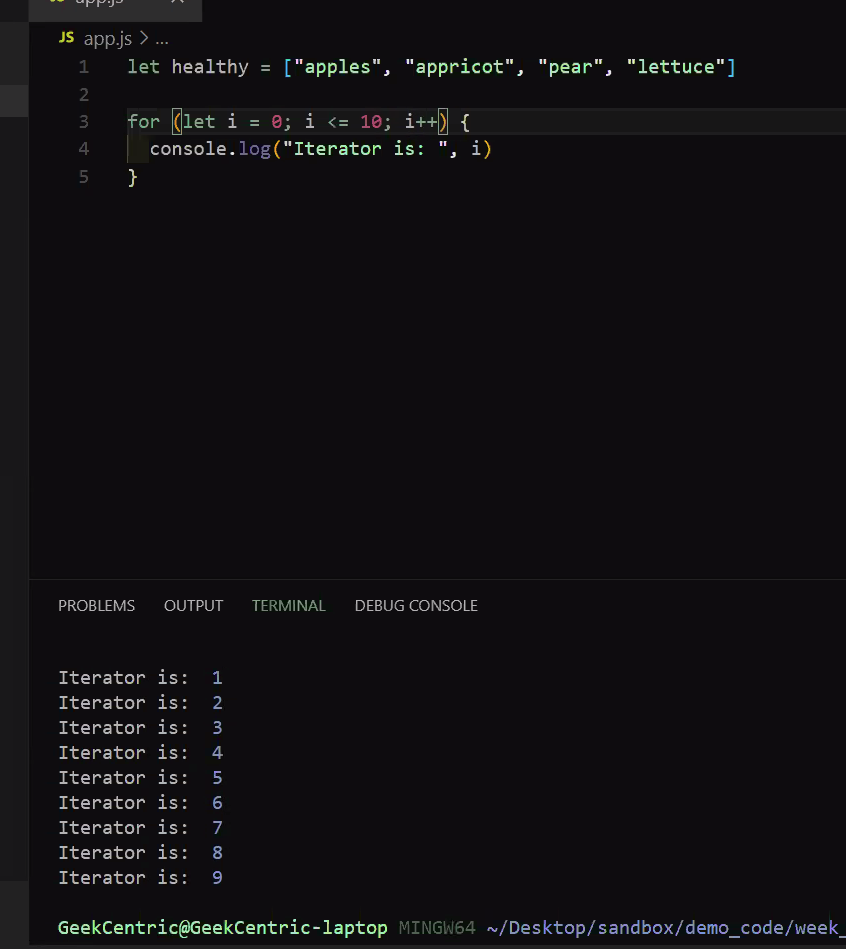 app.js
JS app.js > ...
1 let healthy = ["apples", "appricot", "pear", "lettuce"]
2
3 for (let i = 0; i <= 10; i++) {
4 console.log("Iterator is: ", i)
5 }
PROBLEMS OUTPUT TERMINAL DEBUG CONSOLE
Iterator is:  1
Iterator is:  2
Iterator is:  3
Iterator is:  4
Iterator is:  5
Iterator is:  6
Iterator is:  7
Iterator is:  8
Iterator is:  9
GeekCentric@GeekCentric-laptop MINGW64 ~/Desktop/sandbox/demo_code/week_